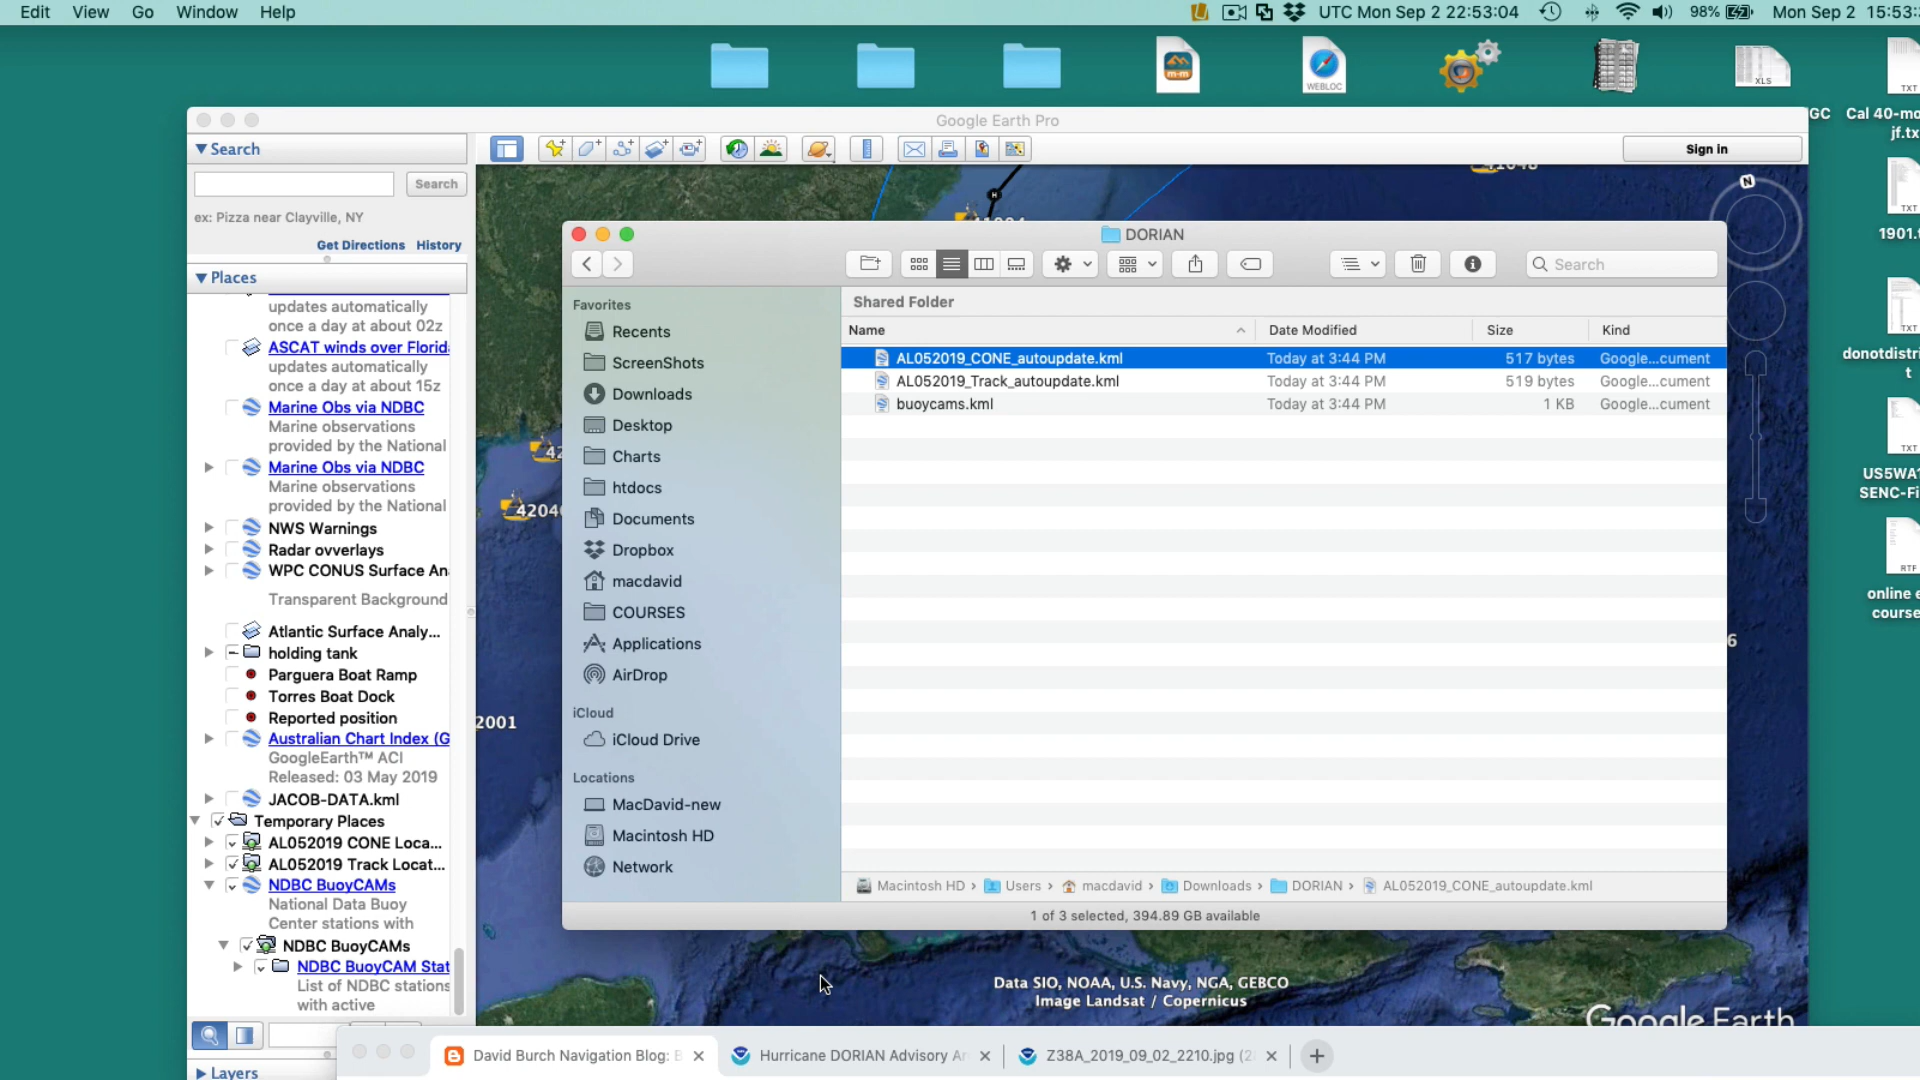 Edit View Go Window Help
UTC Mon Sep 2 22:53:04
98%
Mon Sep 2 15:53:
WEBLOC
XLS
TXT
GC
Cal 40-mo
jf.tx
Google Earth Pro
Search
Sign in
Search
ex: Pizza near Clayville, NY
Get Directions History
Places
updates automatically
once a day at about 02z
ASCAT winds over Florid
updates automatically
once a day at about 15z
Marine Obs via NDBC
Marine observations
provided by the National
Marine Obs via NDBC
Marine observations
provided by the National
NWS Warnings
Radar ovverlays
WPC CONUS Surface An
Transparent Background
Atlantic Surface Analy...
holding tank
Parguera Boat Ramp
Torres Boat Dock
Reported position
Australian Chart Index (G
GoogleEarth™ ACI
Released: 03 May 2019
JACOB-DATA.kml
Temporary Places
AL052019 CONE Loca...
AL052019 Track Locat...
NDBC BuoyCAMs
National Data Buoy
Center stations with
NDBC BuoyCAMs
NDBC BuoyCAM Stat
List of NDBC stations
with active
Layers
N
H
4204
2001
6
DORIAN
Search
Favorites
Recents
ScreenShots
Downloads
Desktop
Charts
htdocs
Documents
Dropbox
macdavid
COURSES
Applications
AirDrop
iCloud
iCloud Drive
Locations
MacDavid-new
Macintosh HD
Network
Shared Folder
Name Date Modified Size Kind
AL052019_CONE_autoupdate.kml Today at 3:44 PM 517 bytes Google...cument
AL052019_Track_autoupdate.kml Today at 3:44 PM 519 bytes Google...cument
buoycams.kml Today at 3:44 PM 1 KB Google...cument
Macintosh HD › Users › macdavid › Downloads › DORIAN › AL052019_CONE_autoupdate.kml
1 of 3 selected, 394.89 GB available
TXT
1901.t
TXT
donotdistri
t
TXT
US5WA1
SENC-Fi
RTF
online e
course
Data SIO, NOAA, U.S. Navy, NGA, GEBCO
Image Landsat / Copernicus
Google Earth
David Burch Navigation Blog: B
Hurricane DORIAN Advisory Ar
Z38A_2019_09_02_2210.jpg (2